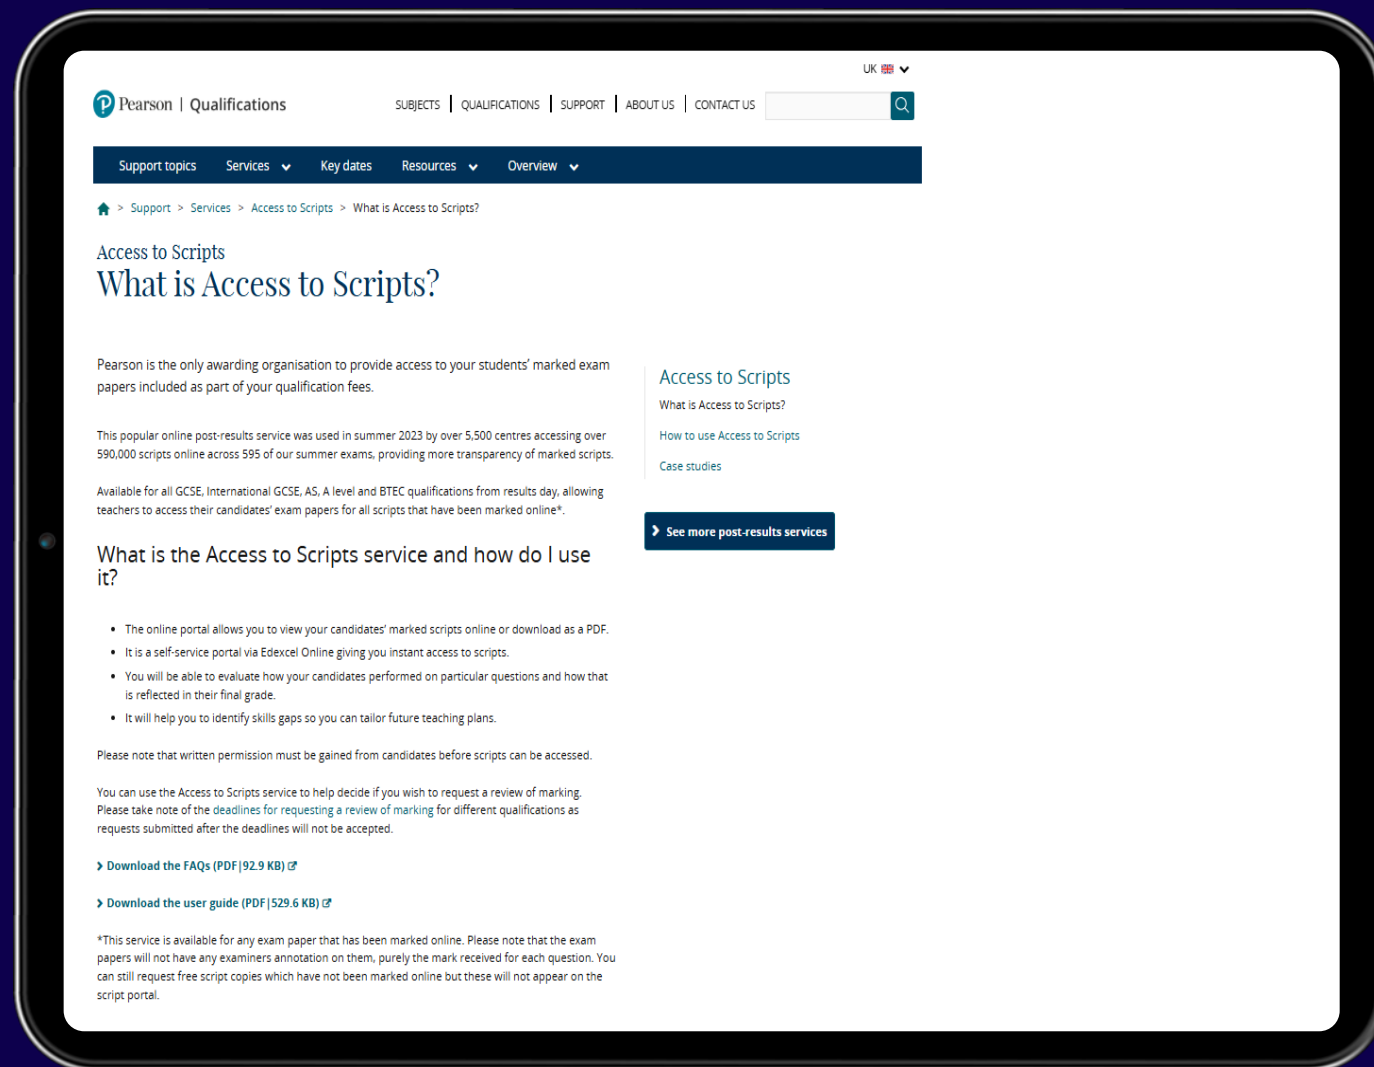 UK
Pearson | Qualifications
SUBJECTS | QUALIFICATIONS | SUPPORT | ABOUT US | CONTACT US
Support topics Services Key dates Resources Overview
> Support > Services > Access to Scripts > What is Access to Scripts?
Access to Scripts
What is Access to Scripts?
Pearson is the only awarding organisation to provide access to your students' marked exam
papers included as part of your qualification fees.
This popular online post-results service was used in summer 2023 by over 5,500 centres accessing over
590,000 scripts online across 595 of our summer exams, providing more transparency of marked scripts.
Available for all GCSE, International GCSE, AS, A level and BTEC qualifications from results day, allowing
teachers to access their candidates' exam papers for all scripts that have been marked online*.
What is the Access to Scripts service and how do I use
it?
• The online portal allows you to view your candidates' marked scripts online or download as a PDF.
• It is a self-service portal via Edexcel Online giving you instant access to scripts.
• You will be able to evaluate how your candidates performed on particular questions and how that
is reflected in their final grade.
• It will help you to identify skills gaps so you can tailor future teaching plans.
Please note that written permission must be gained from candidates before scripts can be accessed.
You can use the Access to Scripts service to help decide if you wish to request a review of marking.
Please take note of the deadlines for requesting a review of marking for different qualifications as
requests submitted after the deadlines will not be accepted.
Download the FAQs (PDF|92.9 KB)
Download the user guide (PDF|529.6 KB)
*This service is available for any exam paper that has been marked online. Please note that the exam
papers will not have any examiners annotation on them, purely the mark received for each question. You
can still request free script copies which have not been marked online but these will not appear on the
script portal.
Access to Scripts
What is Access to Scripts?
How to use Access to Scripts
Case studies
See more post-results services